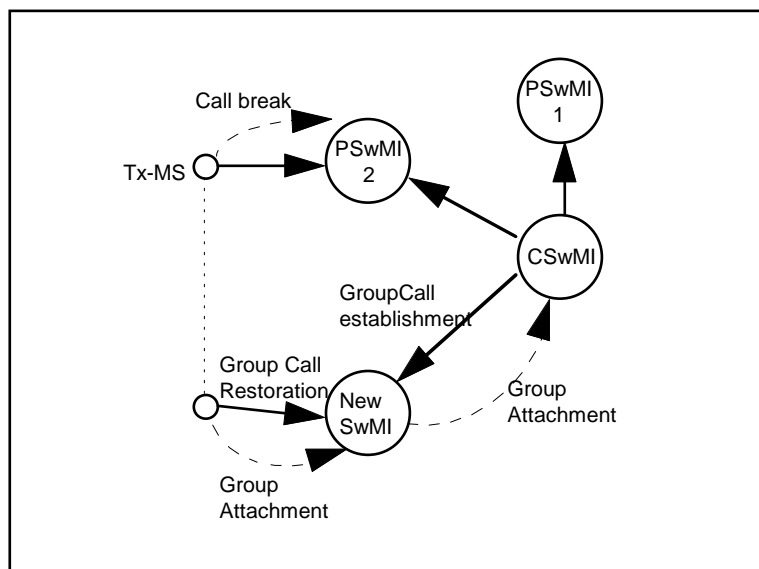 Call break
PSwMI
1
PSwMI
2
Tx-MS
CSwMI
GroupCall
establishment
Group Call
Restoration
New
SwMI
Group
Attachment
Group
Attachment